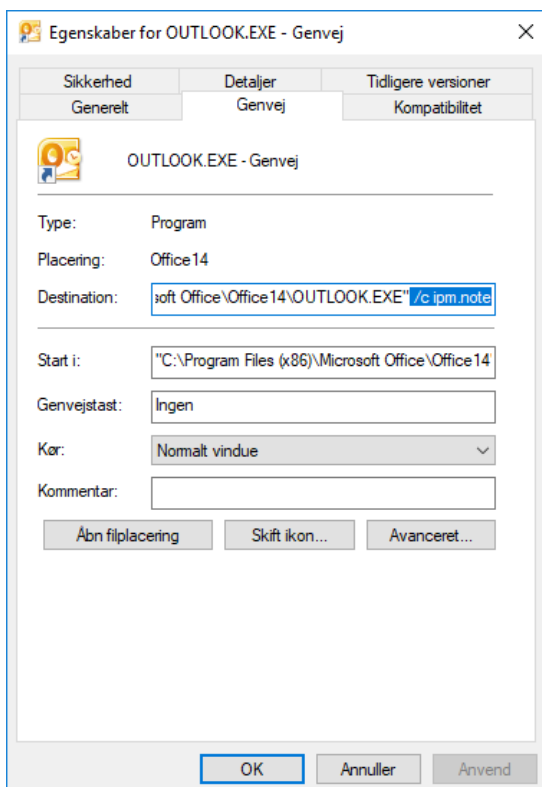 Egenskaber for OUTLOOK.EXE - Genvej
Sikkerhed Detaljer Tidligere versioner
Generelt Genvej Kompatibilitet
OUTLOOK.EXE - Genvej
Type: Program
Placering: Office14
Destination: soft Office\Office14\OUTLOOK.EXE" /c ipm.note
Start i: "C:\Program Files (x86)\Microsoft Office\Office14"
Genvejstast: Ingen
Kør: Normalt vindue
Kommentar:
Åbn filplacering Skift ikon... Avanceret...
OK Annuller Anvend